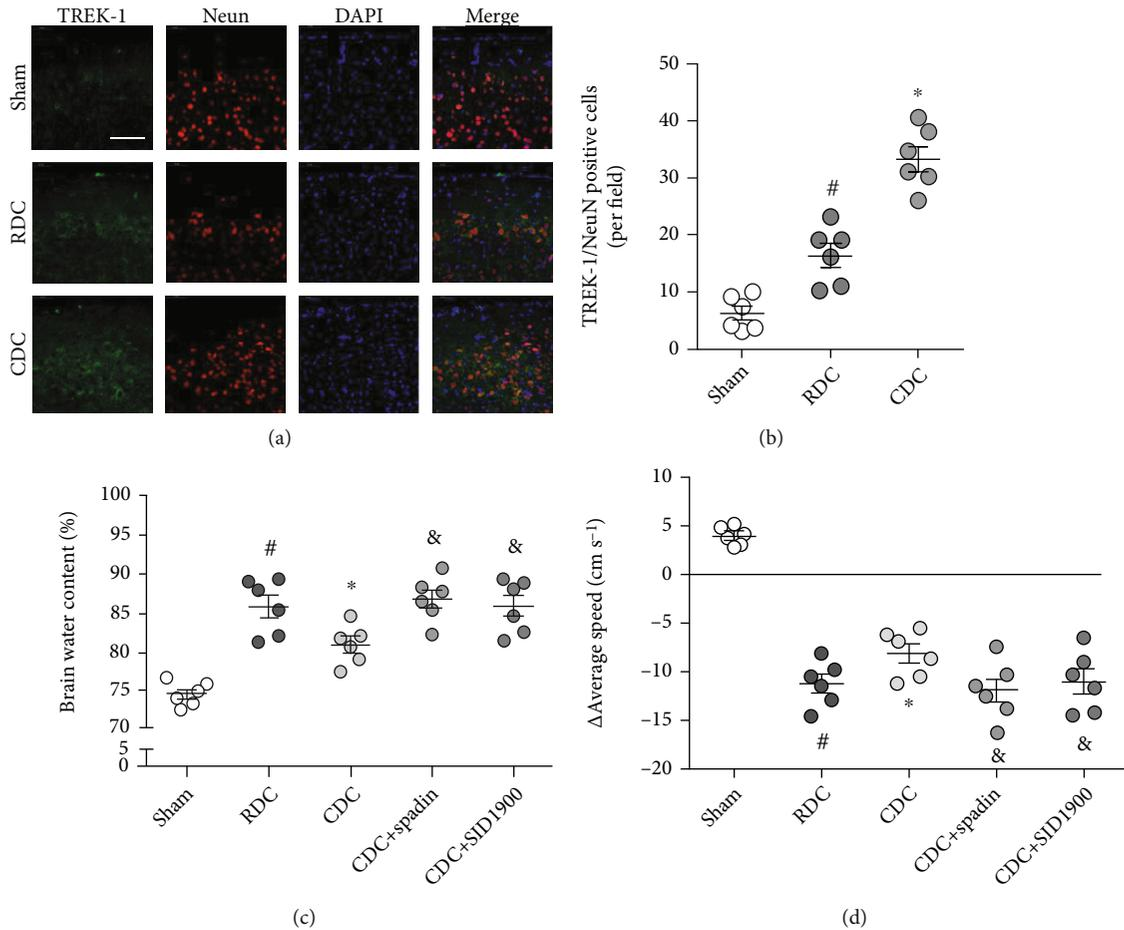 TREK-1 Neun DAPI Merge
Sham
RDC
CDC
(a)
TREK-1/NeuN positive cells
(per field)
50
40
30
20
10
0
#
*
Sham RDC CDC
(b)
Brain water content (%)
100
95
90
85
80
75
70
5
0
#
*
&
&
Sham RDC CDC CDC+spadin CDC+SID1900
(c)
ΔAverage speed (cm s⁻¹)
10
5
0
−5
−10
−15
−20
#
*
&
&
Sham RDC CDC CDC+spadin CDC+SID1900
(d)